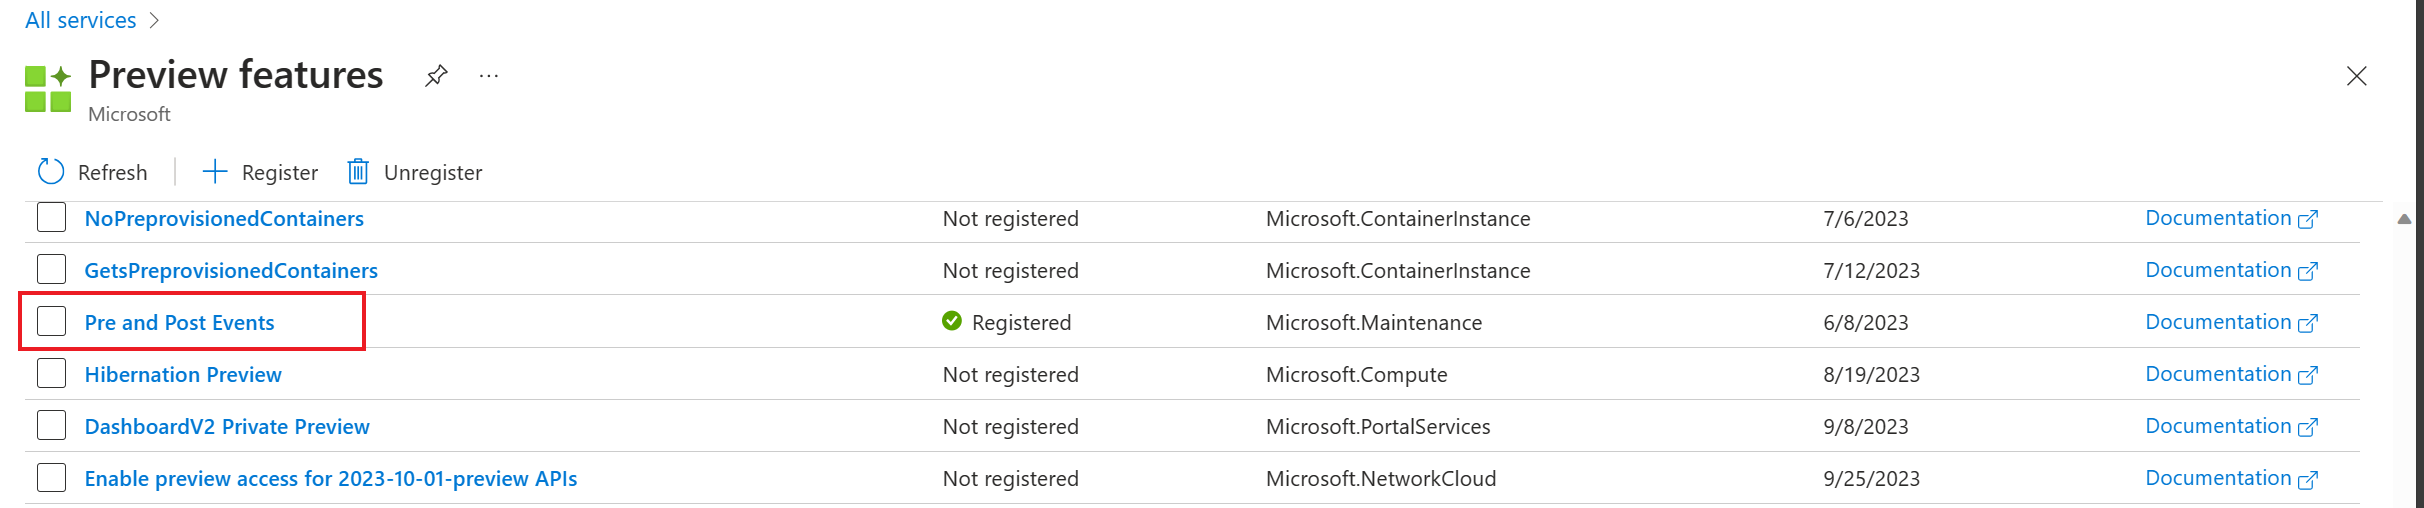 All services
Preview features
Microsoft
Refresh Register Unregister
NoPreprovisionedContainers Not registered Microsoft.ContainerInstance 7/6/2023 Documentation
GetsPreprovisionedContainers Not registered Microsoft.ContainerInstance 7/12/2023 Documentation
Pre and Post Events Registered Microsoft.Maintenance 6/8/2023 Documentation
Hibernation Preview Not registered Microsoft.Compute 8/19/2023 Documentation
DashboardV2 Private Preview Not registered Microsoft.PortalServices 9/8/2023 Documentation
Enable preview access for 2023-10-01-preview APIs Not registered Microsoft.NetworkCloud 9/25/2023 Documentation